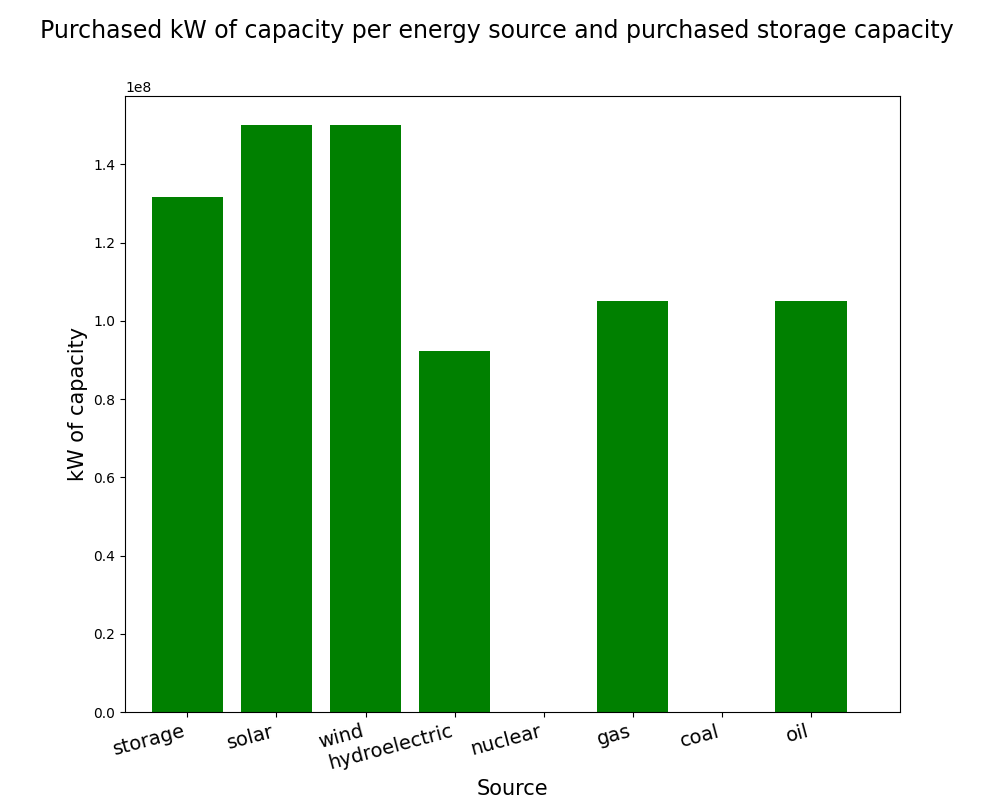 Purchased kW of capacity per energy source and purchased storage capacity
1e8
1.4
1.2
1.0
0.8
0.6
0.4
0.2
0.0
kW of capacity
storage
solar
wind
hydroelectric
nuclear
gas
coal
oil
Source